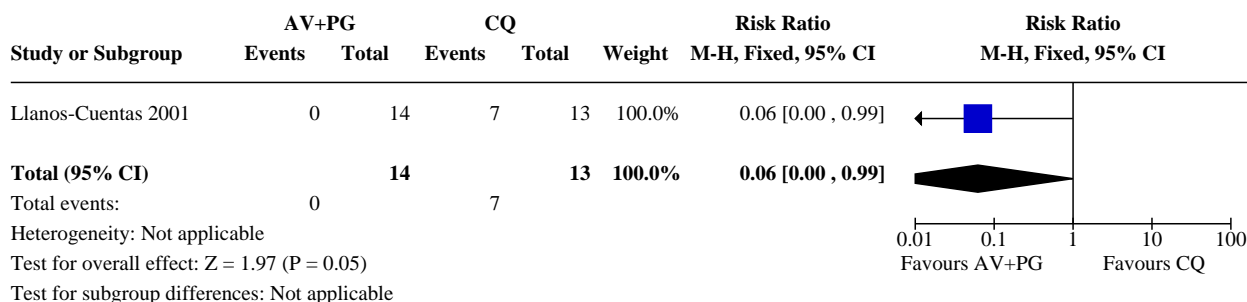 AV+PG CQ Risk Ratio Risk Ratio
Study or Subgroup Events Total Events Total Weight M-H, Fixed, 95% CI M-H, Fixed, 95% CI
Llanos-Cuentas 2001 0 14 7 13 100.0% 0.06 [0.00 , 0.99]
Total (95% CI) 14 13 100.0% 0.06 [0.00 , 0.99]
Total events: 0 7
Heterogeneity: Not applicable
0.01 0.1 1 10 100
Test for overall effect: Z = 1.97 (P = 0.05)
Favours AV+PG Favours CQ
Test for subgroup differences: Not applicable